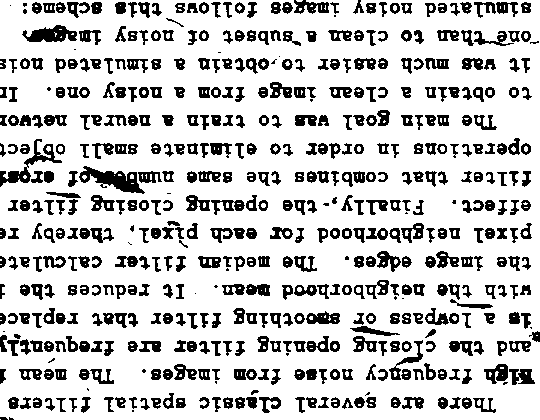 There are several classic spatial filters
high frequency noise from images. The mean
and the closing opening filter are frequently
is a lowpass or smoothing filter that replace
with the neighborhood mean. It reduces the
the image edges. The median filter calculate
pixel neighborhood for each pixel, thereby re
effect. Finally, the opening closing filter
filter that combines the same number of erosi
operations in order to eliminate small object
The main goal was to train a neural network
to obtain a clean image from a noisy one. In
it was much easier to obtain a simulated nois
one than to clean a subset of noisy images.
simulated noisy images follows this scheme: